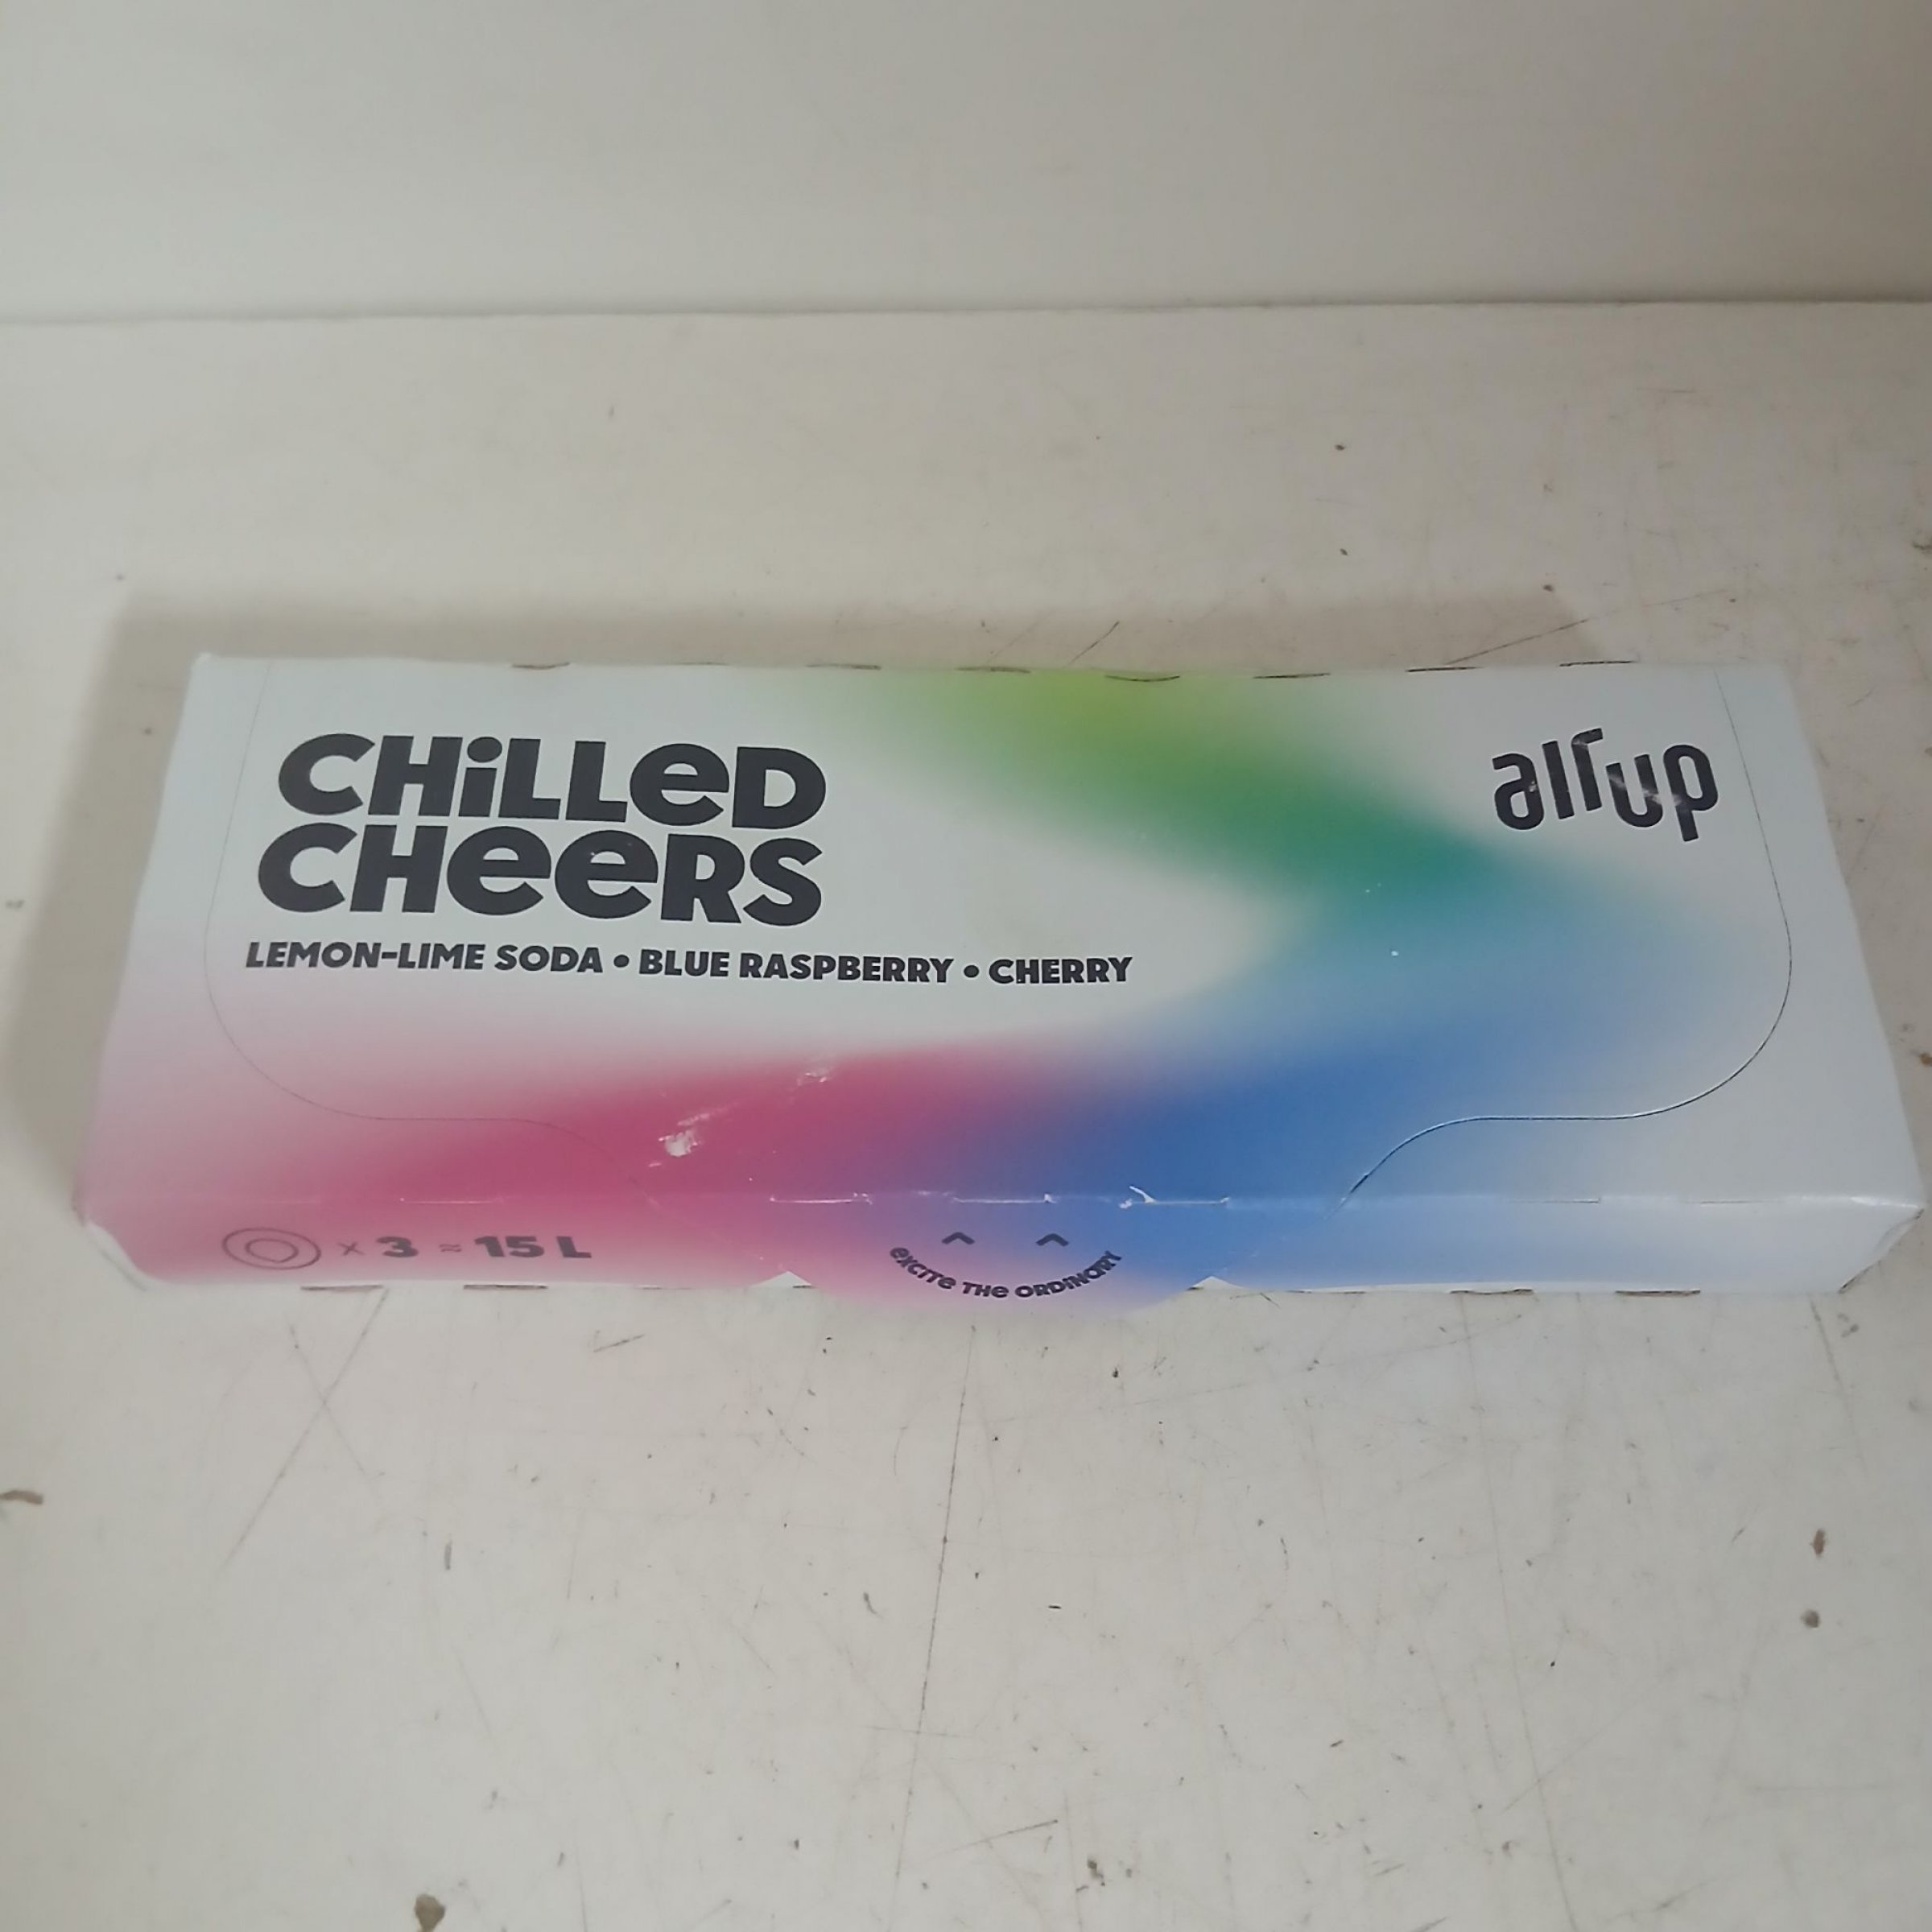 CHiLLeD
CHeeRS
LEMON-LIME SODA • BLUE RASPBERRY • CHERRY
airup
x 3 ≈ 15 L
eXCITe THe ORDiNARY